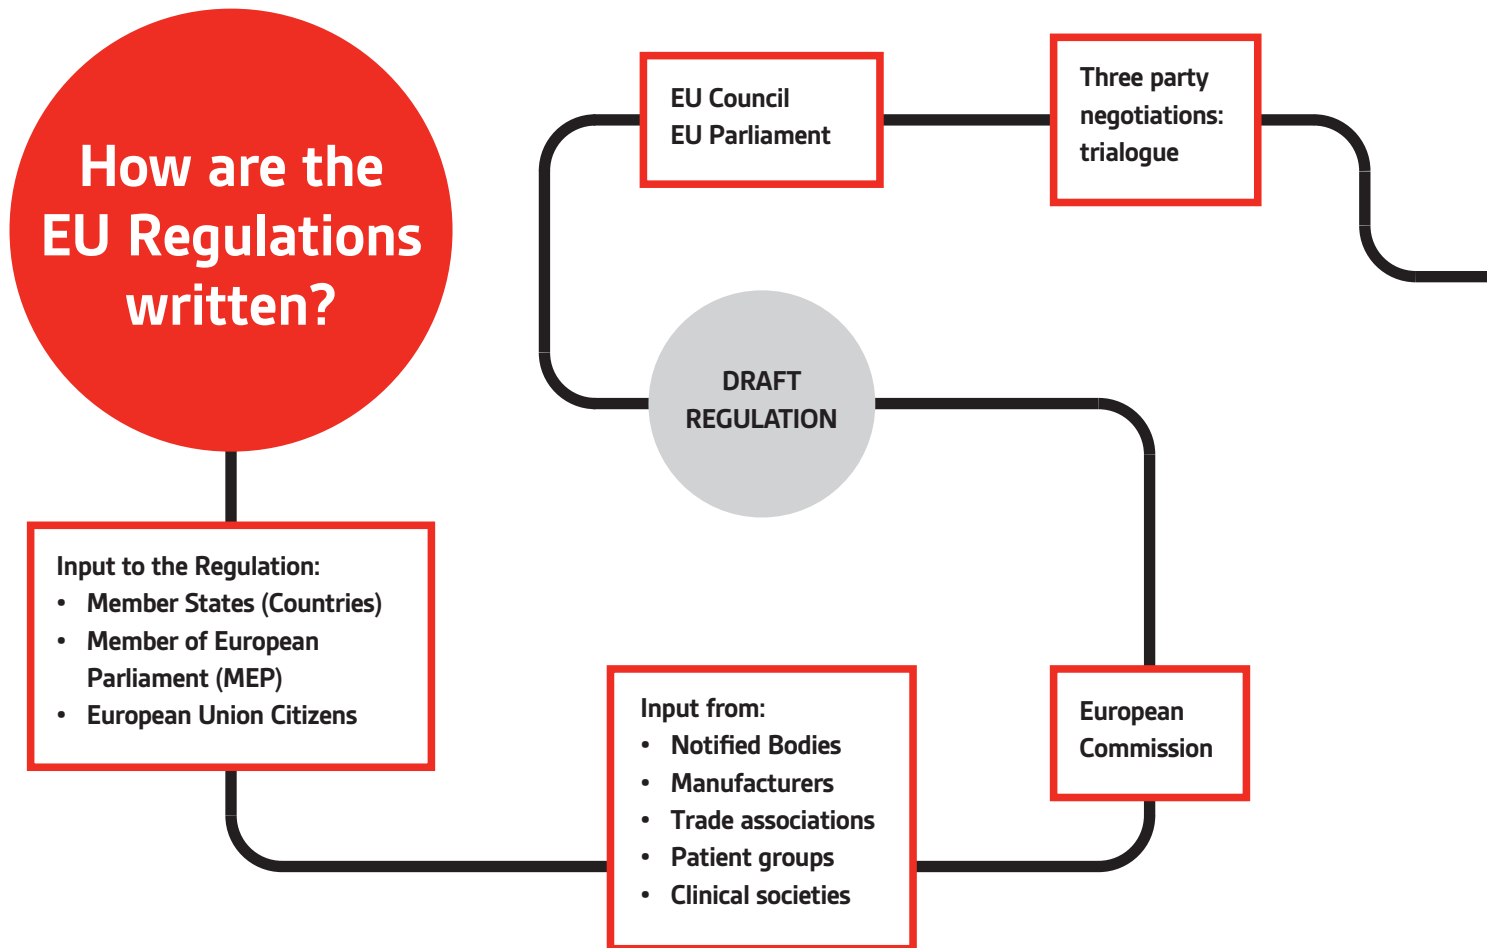 How are the
EU Regulations
written?
Input to the Regulation:
• Member States (Countries)
• Member of European
Parliament (MEP)
• European Union Citizens
Input from:
• Notified Bodies
• Manufacturers
• Trade associations
• Patient groups
• Clinical societies
European
Commission
DRAFT
REGULATION
EU Council
EU Parliament
Three party
negotiations:
trialogue